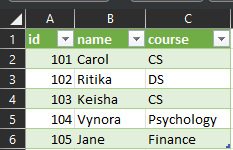 A B C
1 id name course
2 101 Carol CS
3 102 Ritika DS
4 103 Keisha CS
5 104 Vynora Psychology
6 105 Jane Finance